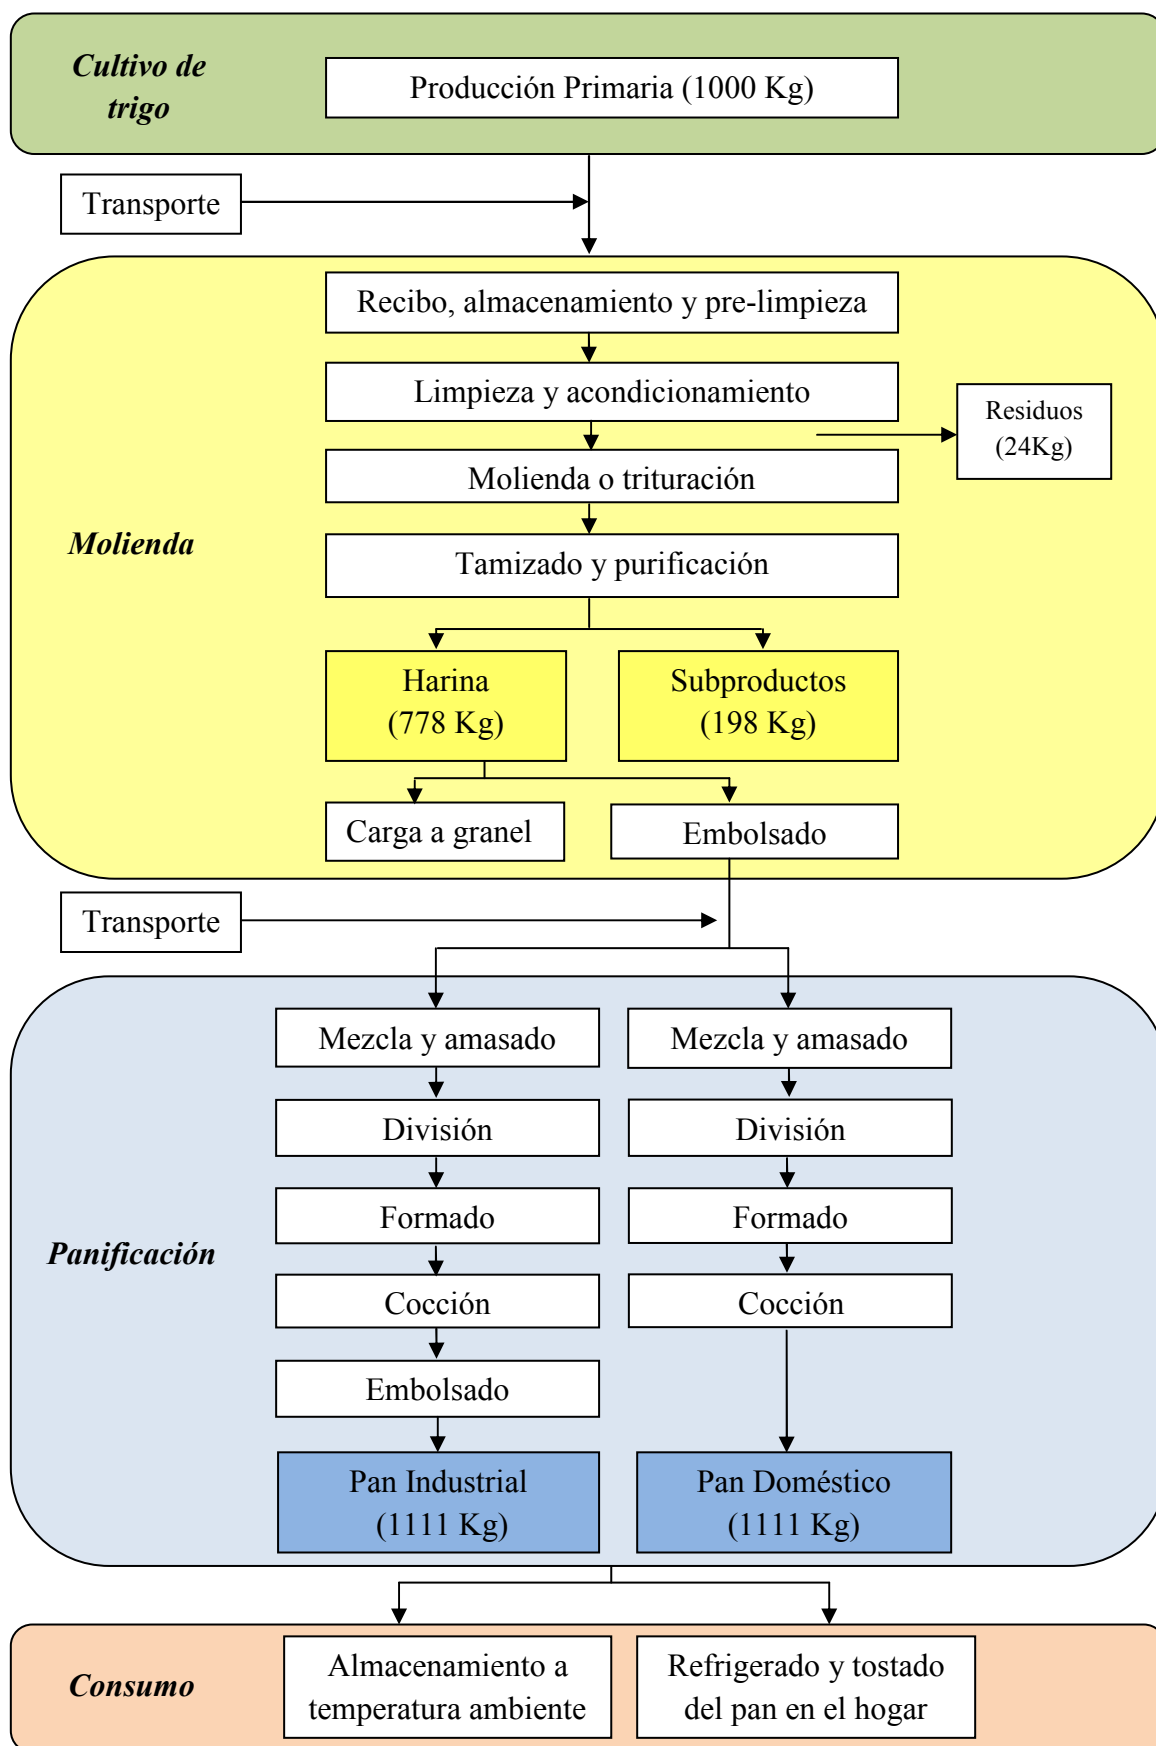 Cultivo de
trigo
Producción Primaria (1000 Kg)
Transporte
Recibo, almacenamiento y pre-limpieza
Limpieza y acondicionamiento
Residuos
(24Kg)
Molienda o trituración
Molienda
Tamizado y purificación
Harina
(778 Kg)
Subproductos
(198 Kg)
Carga a granel
Embolsado
Transporte
Mezcla y amasado
Mezcla y amasado
División
División
Formado
Formado
Panificación
Cocción
Cocción
Embolsado
Pan Industrial
(1111 Kg)
Pan Doméstico
(1111 Kg)
Consumo
Almacenamiento a
temperatura ambiente
Refrigerado y tostado
del pan en el hogar